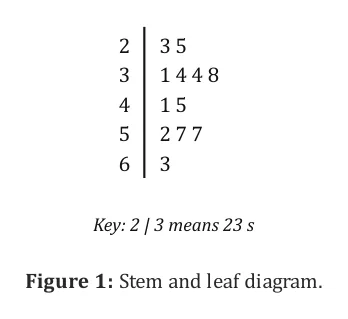 2 | 3 5
3 | 1 4 4 8
4 | 1 5
5 | 2 7 7
6 | 3
Key: 2 | 3 means 23 s
Figure 1: Stem and leaf diagram.